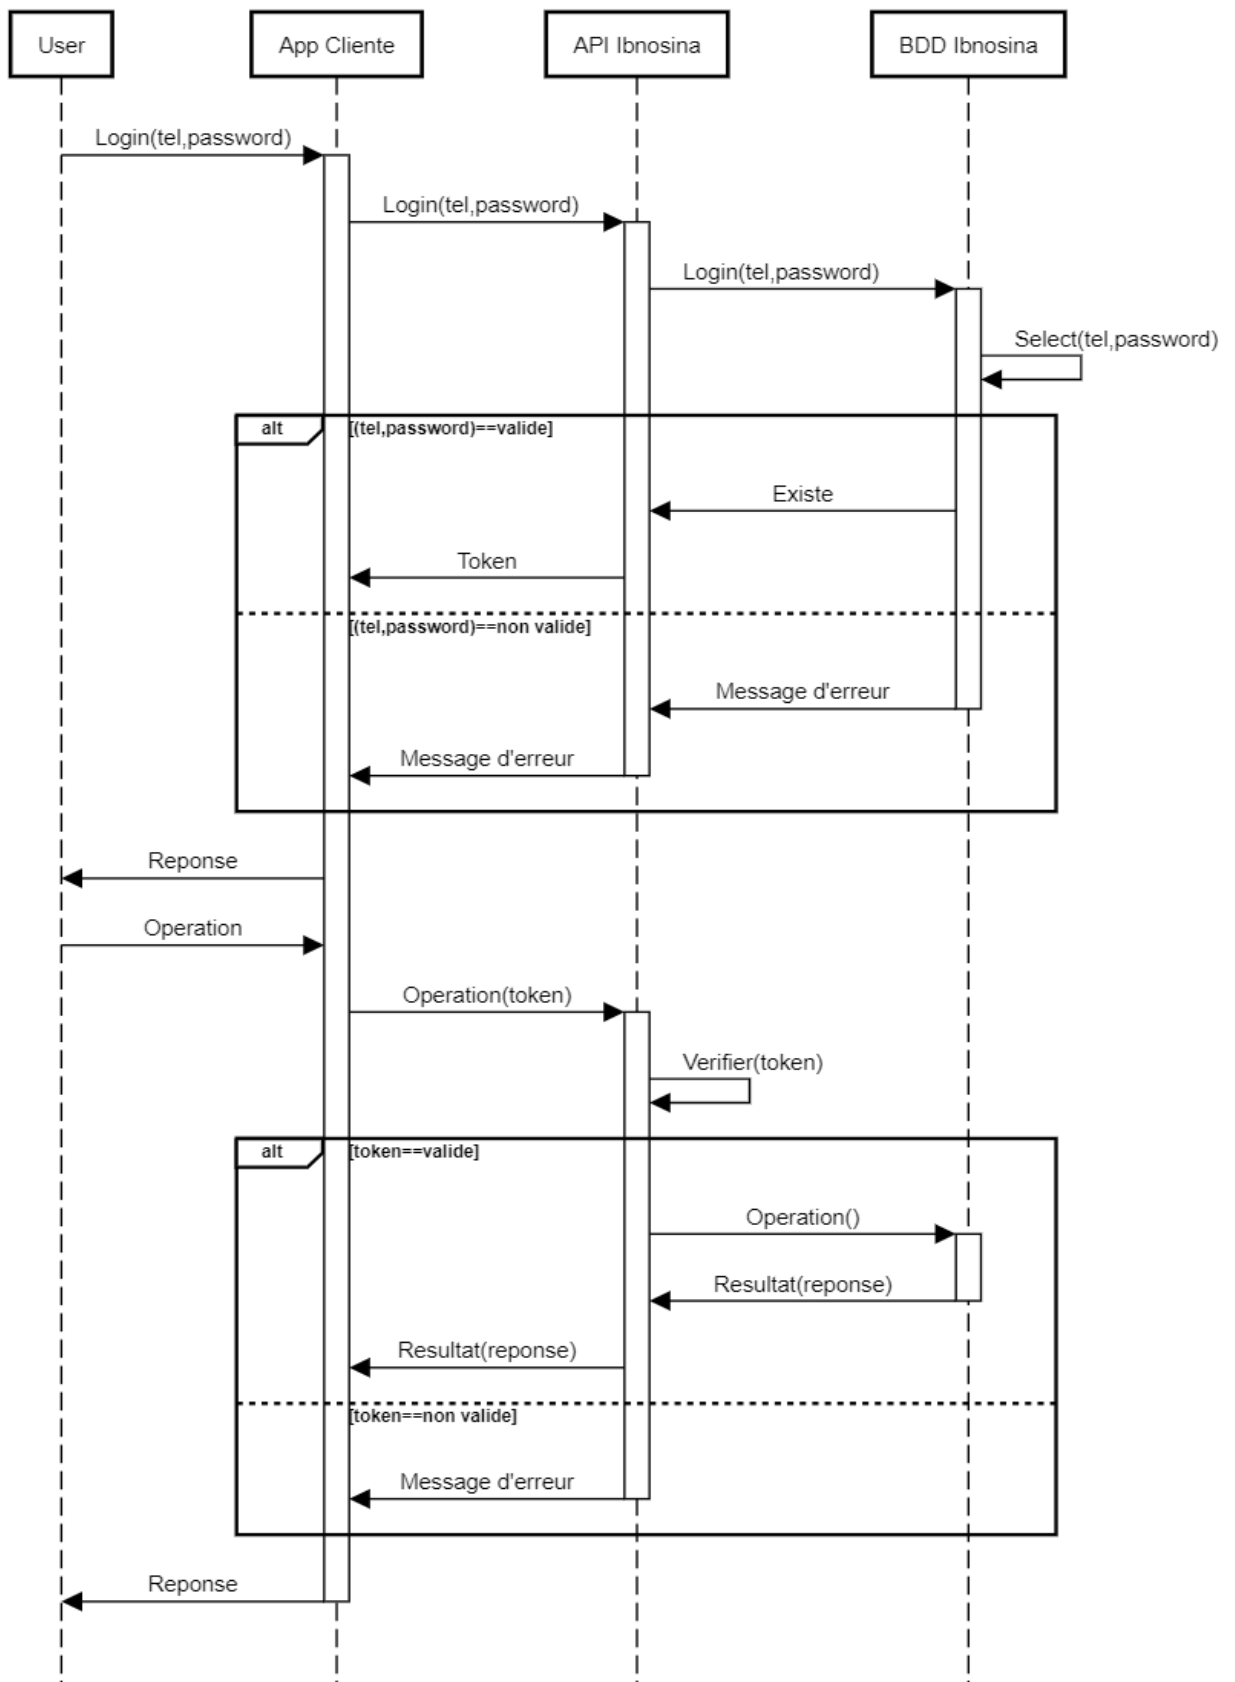 User
App Cliente
API Ibnosina
BDD Ibnosina
Login(tel,password)
Login(tel,password)
Login(tel,password)
Select(tel,password)
alt
[(tel,password)==valide]
Existe
Token
[(tel,password)==non valide]
Message d'erreur
Message d'erreur
Reponse
Operation
Operation(token)
Verifier(token)
alt
[token==valide]
Operation()
Resultat(reponse)
Resultat(reponse)
[token==non valide]
Message d'erreur
Reponse